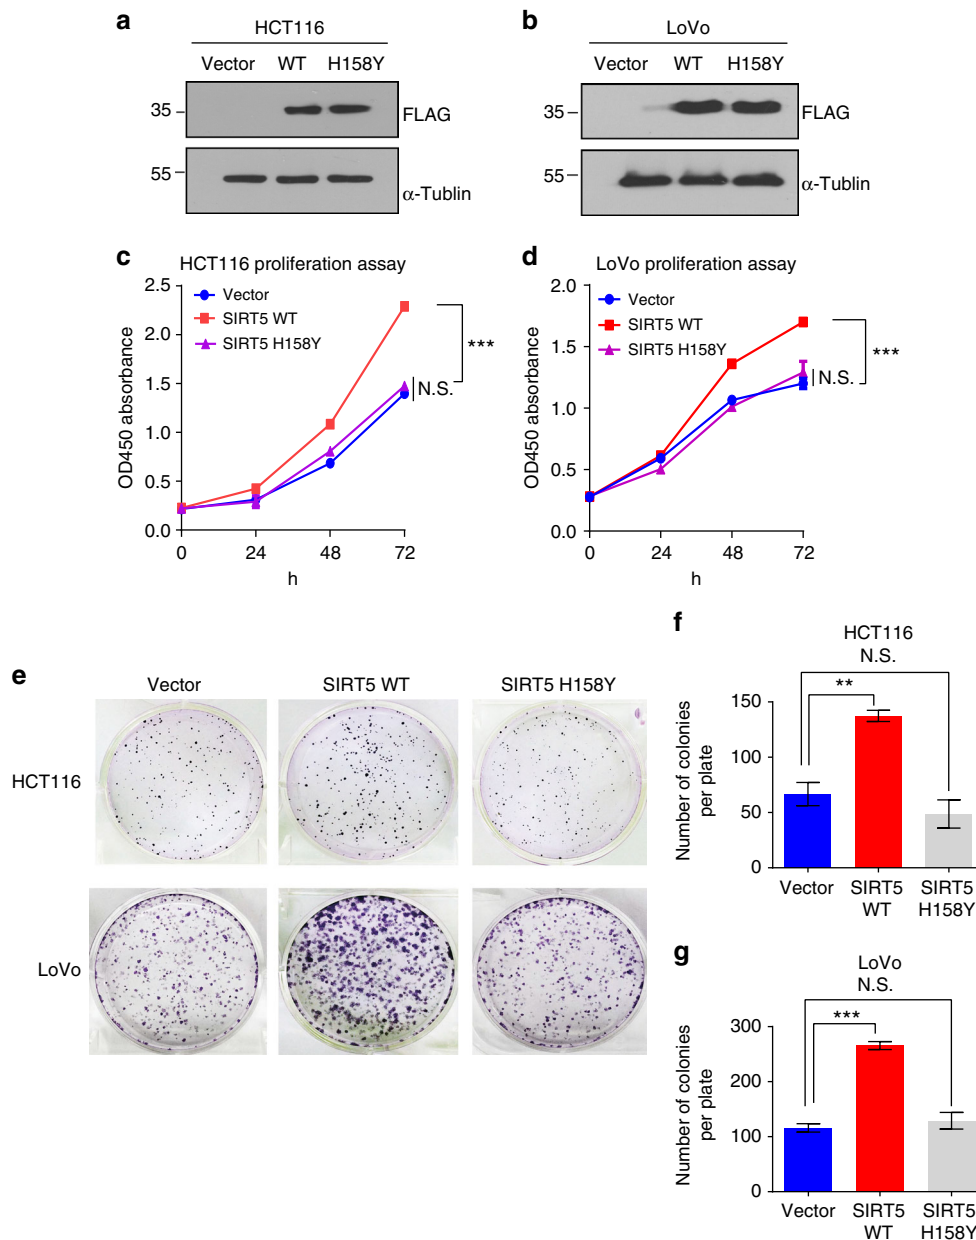 a
HCT116
Vector WT H158Y
35
FLAG
55
α-Tublin
b
LoVo
Vector WT H158Y
35
FLAG
55
α-Tublin
c
HCT116 proliferation assay
Vector
SIRT5 WT
SIRT5 H158Y
2.5
2.0
1.5
1.0
0.5
0.0
OD450 absorbance
***
N.S.
0 24 48 72
h
d
LoVo proliferation assay
Vector
SIRT5 WT
SIRT5 H158Y
2.0
1.5
1.0
0.5
0.0
OD450 absorbance
***
N.S.
0 24 48 72
h
e
Vector SIRT5 WT SIRT5 H158Y
HCT116
LoVo
f
HCT116
N.S.
**
150
100
50
0
Number of colonies
per plate
Vector SIRT5 SIRT5
WT H158Y
g
LoVo
N.S.
***
300
200
100
0
Number of colonies
per plate
Vector SIRT5 SIRT5
WT H158Y